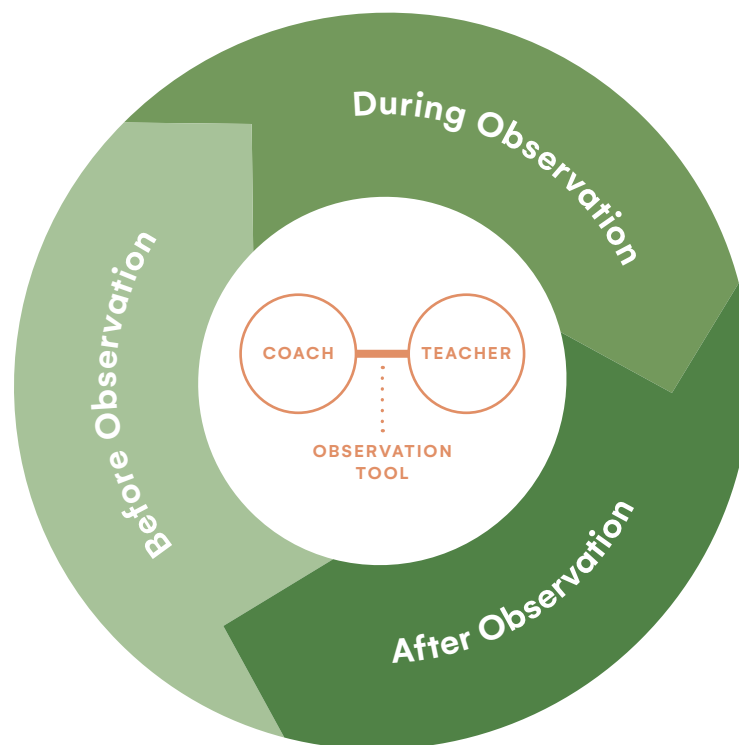 During Observation
Before Observation
COACH
TEACHER
OBSERVATION
TOOL
After Observation